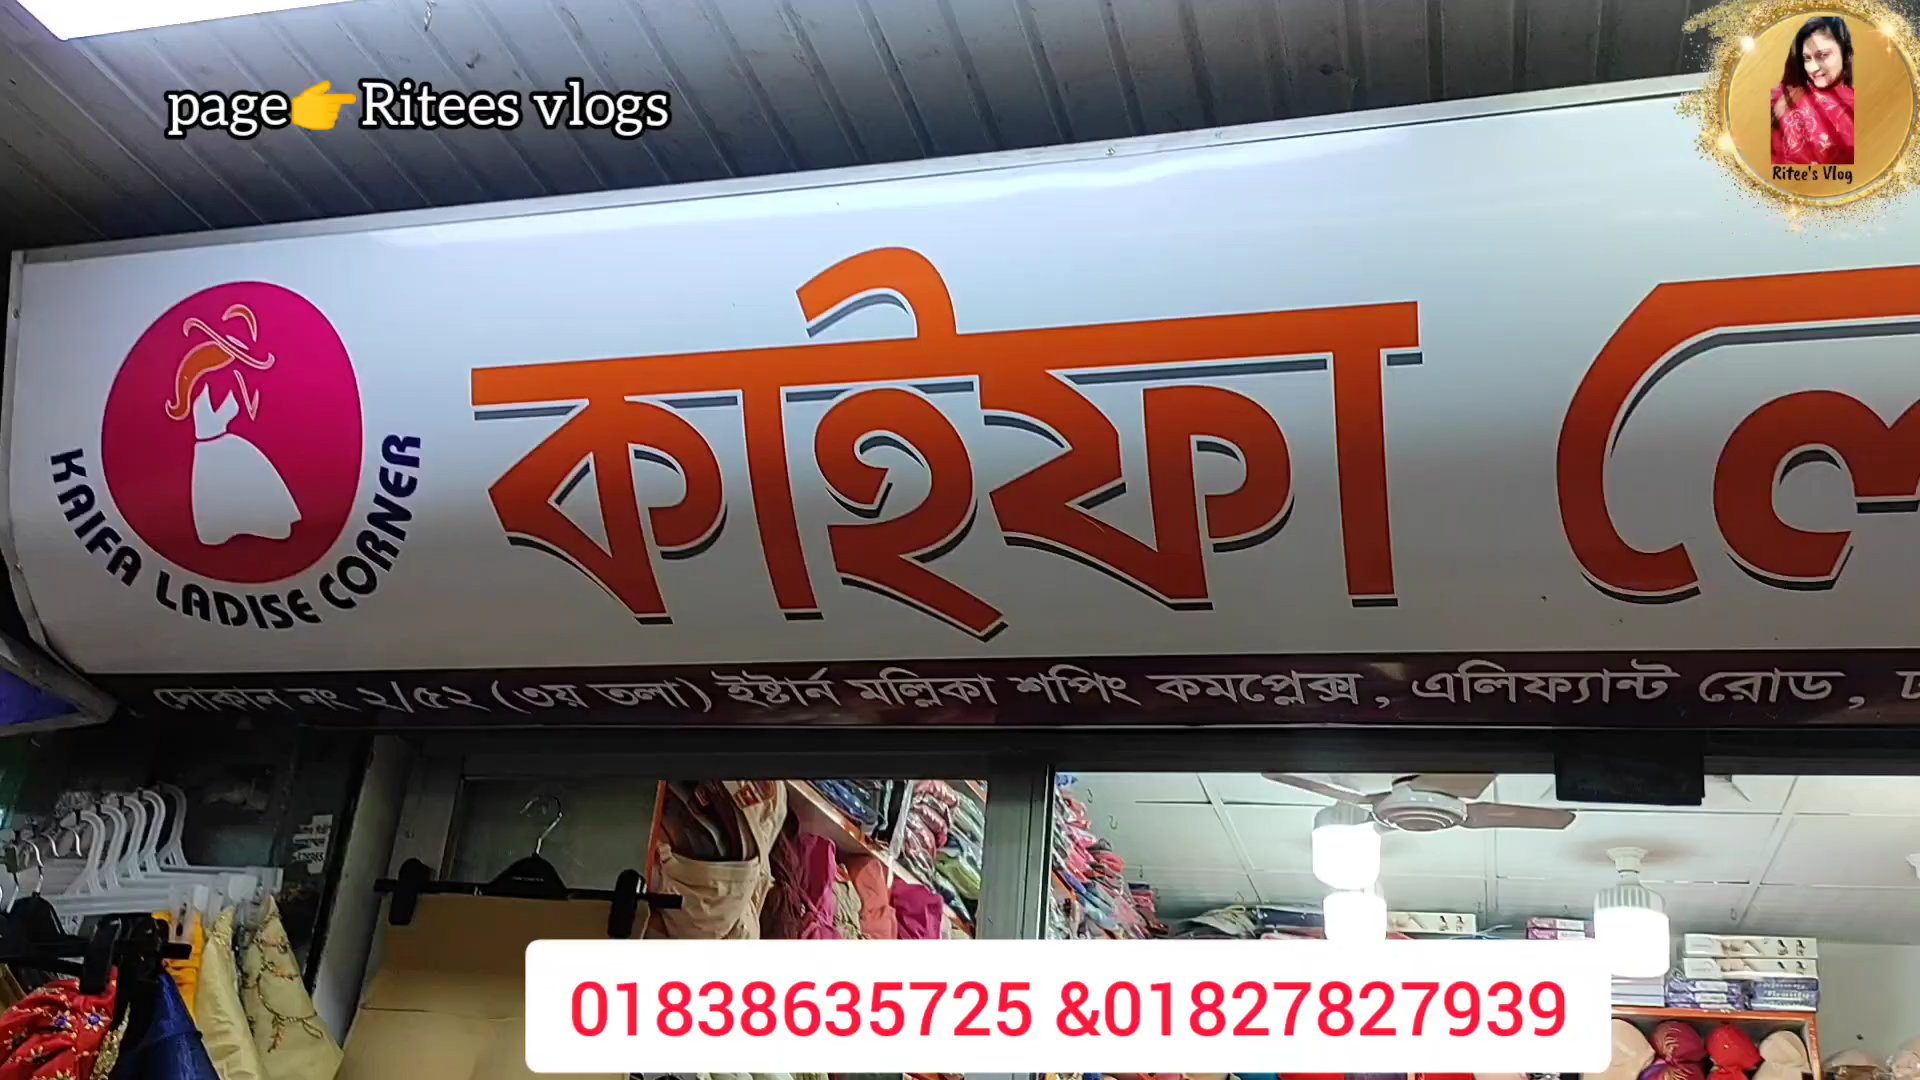 page👉Ritees vlogs
Ritee's Vlog
কাইফা লে
KAIFA LADISE CORNER
দোকান নং ২/৫২ (৩য় তলা) ইষ্টার্ন মল্লিকা শপিং কমপ্লেক্স, এলিফ্যান্ট রোড,
01838635725 &01827827939